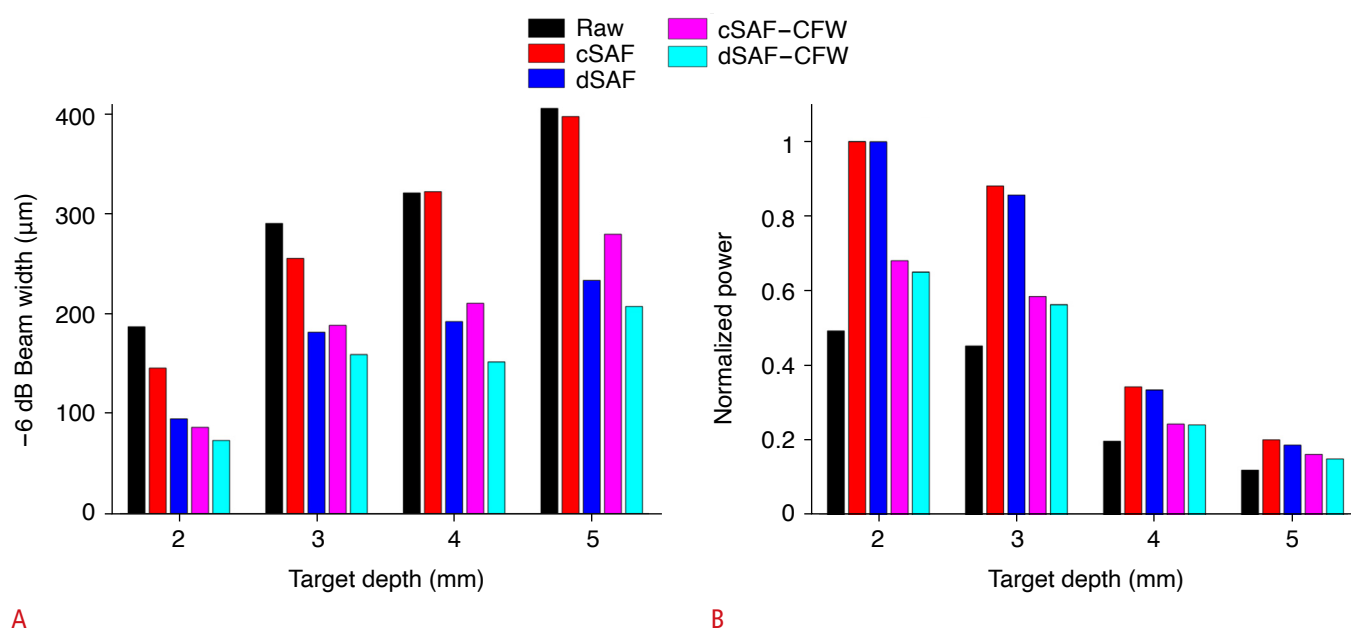 Raw
cSAF
dSAF
cSAF−CFW
dSAF−CFW
400
300
200
100
0
−6 dB Beam width (µm)
2 3 4 5
Target depth (mm)
A
1
0.8
0.6
0.4
0.2
0
Normalized power
2 3 4 5
Target depth (mm)
B